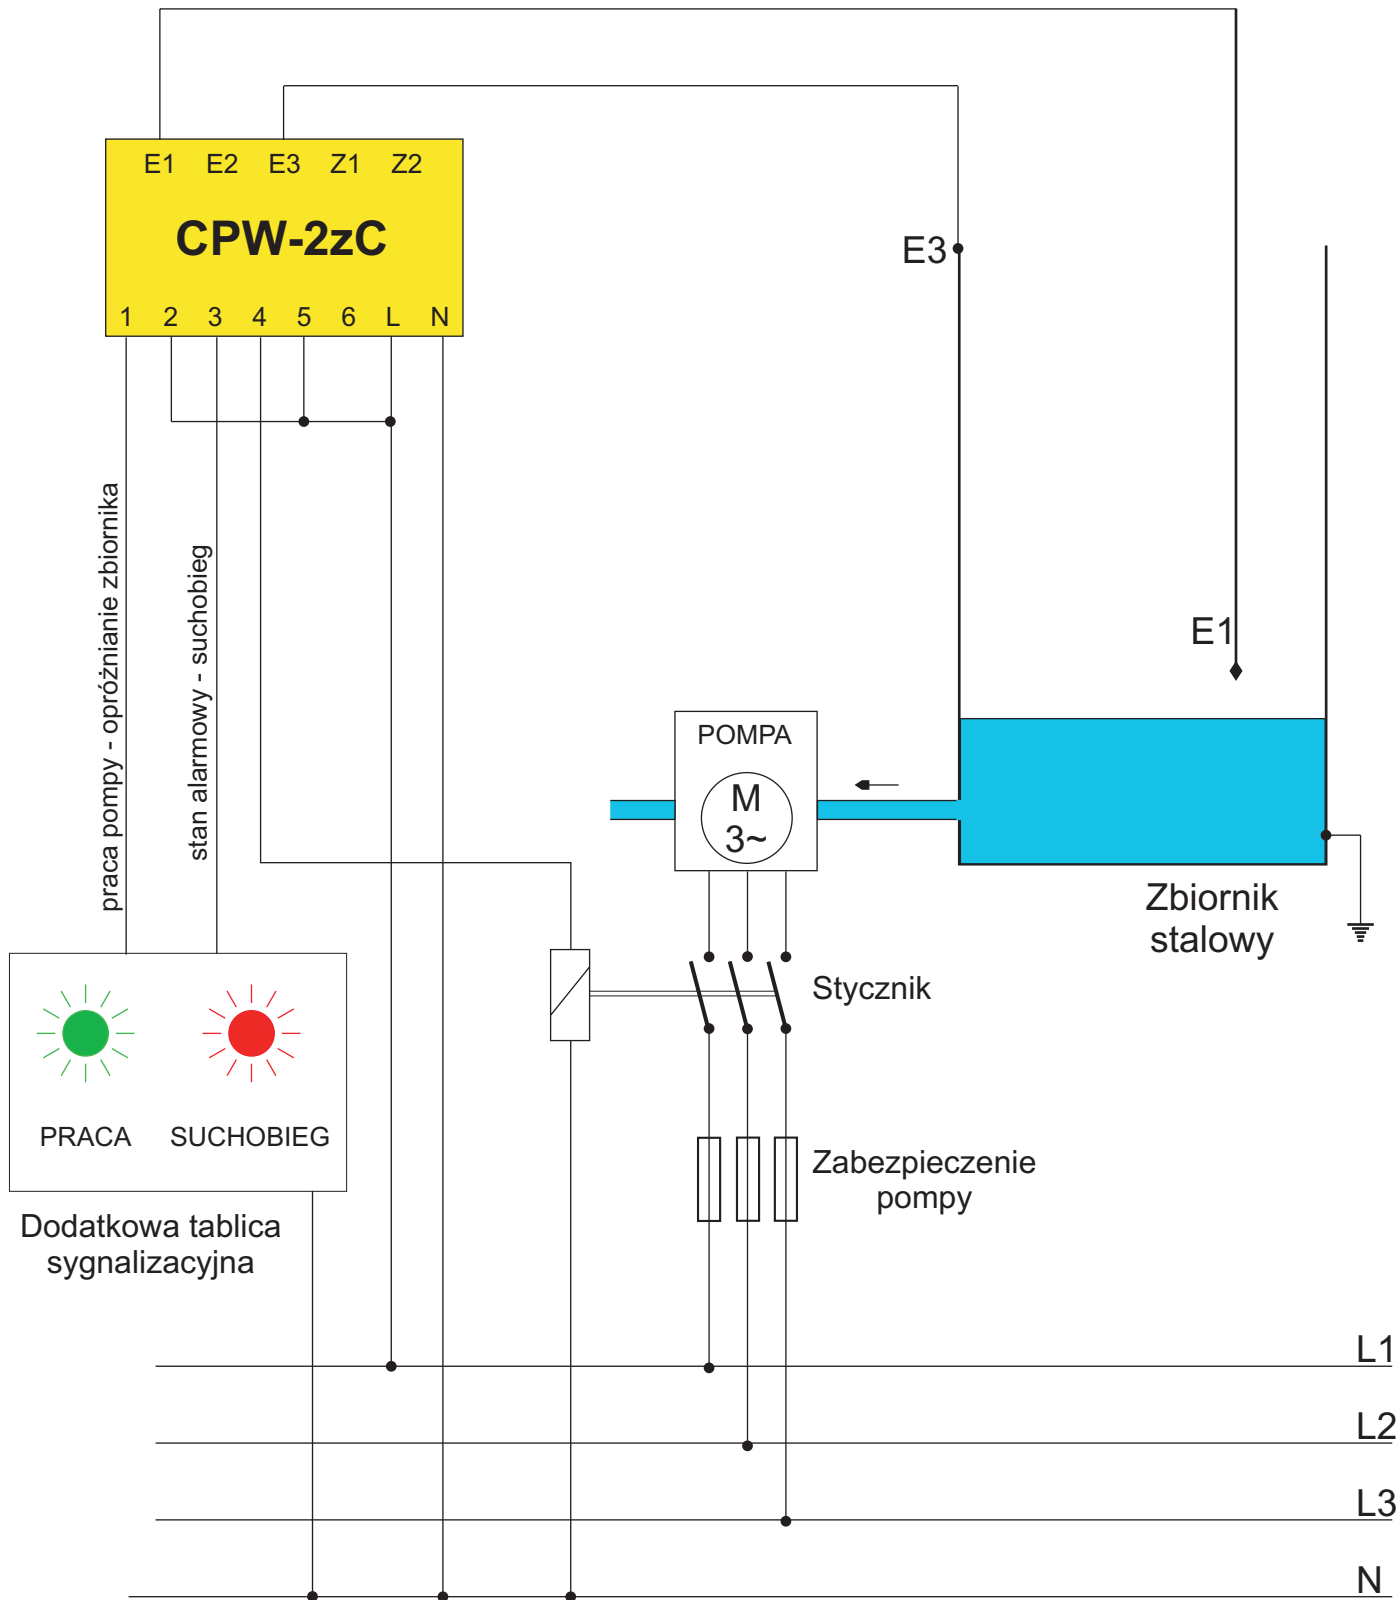 E1 E2 E3 Z1 Z2
CPW-2zC
1 2 3 4 5 6 L N
E3
E1
praca pompy - opróżnianie zbiornika
stan alarmowy - suchobieg
POMPA
M
3~
Zbiornik
stalowy
Stycznik
PRACA SUCHOBIEG
Zabezpieczenie
pompy
Dodatkowa tablica
sygnalizacyjna
L1
L2
L3
N